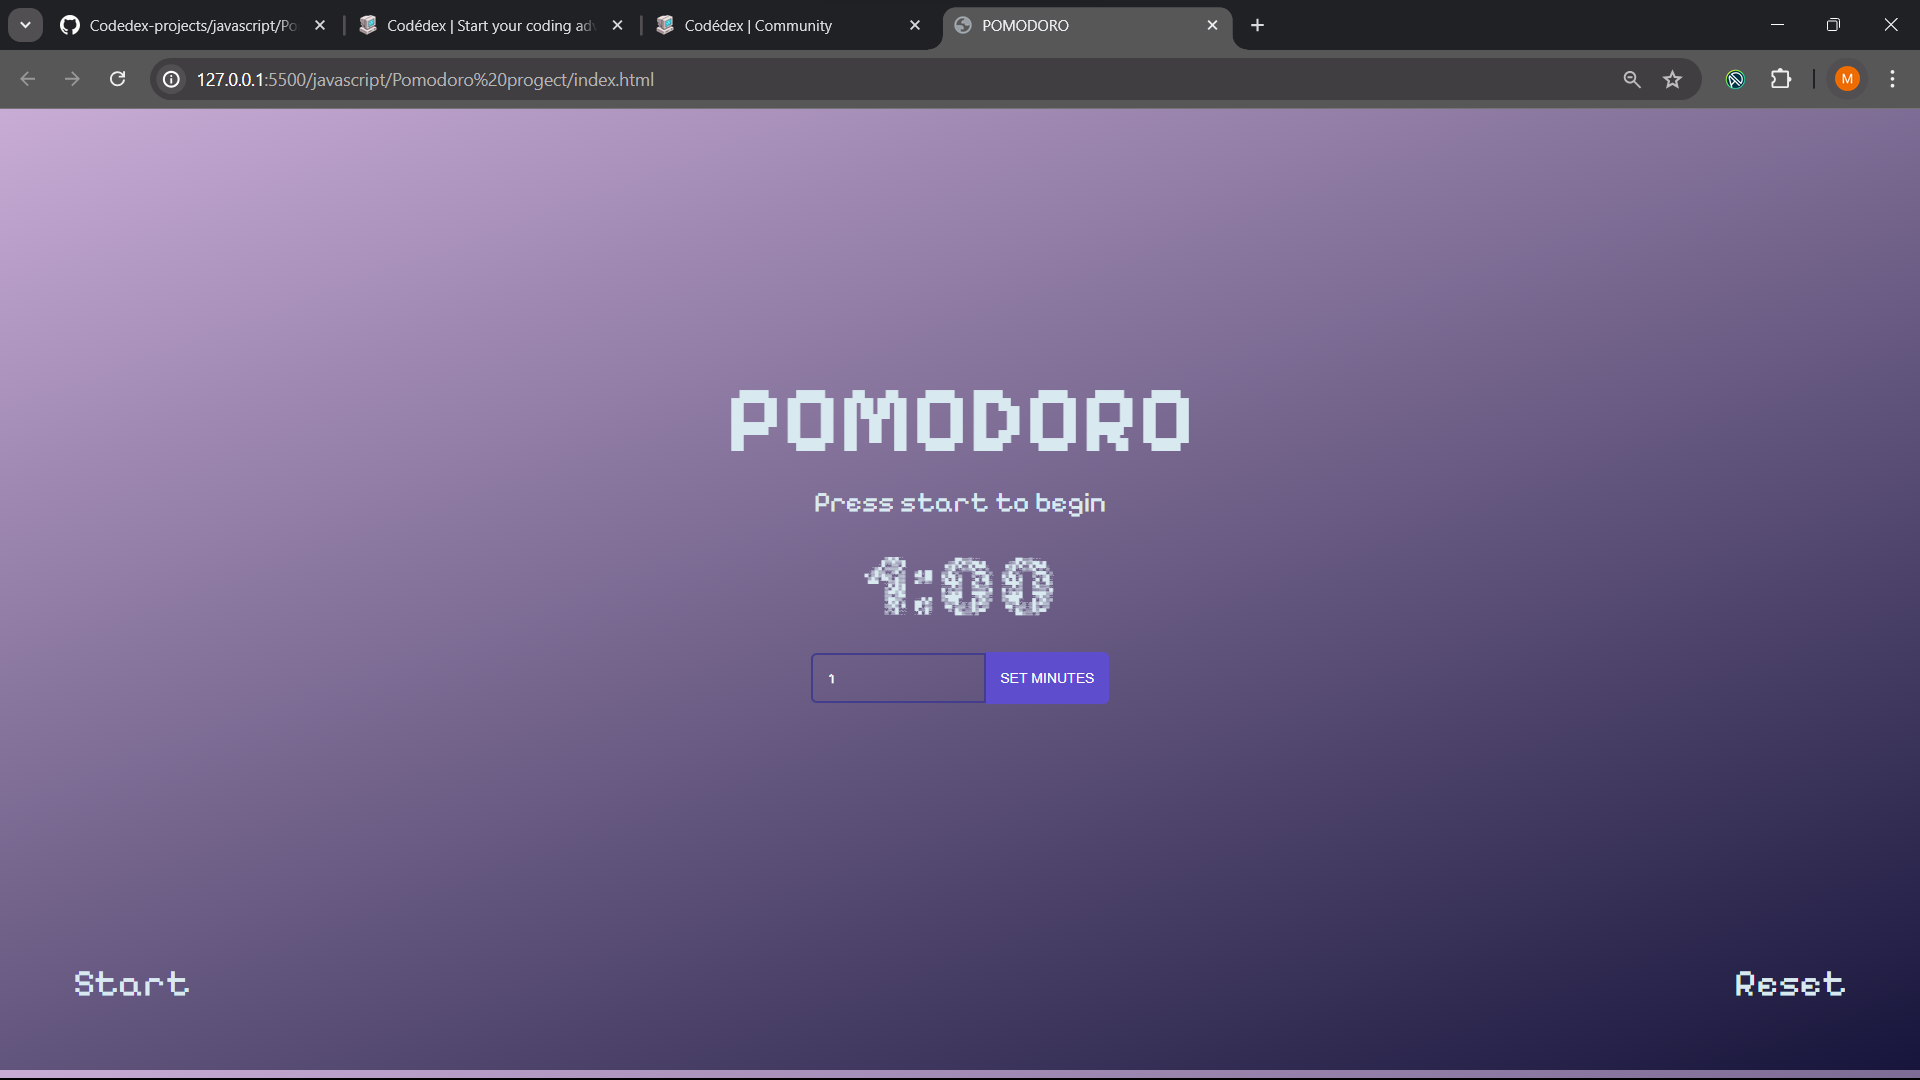 Codedex-projects/javascript/Po
Codédex | Start your coding adv
Codédex | Community
POMODORO
127.0.0.1:5500/javascript/Pomodoro%20progect/index.html
M
POMODORO
Press start to begin
1:00
1
SET MINUTES
Start
Reset